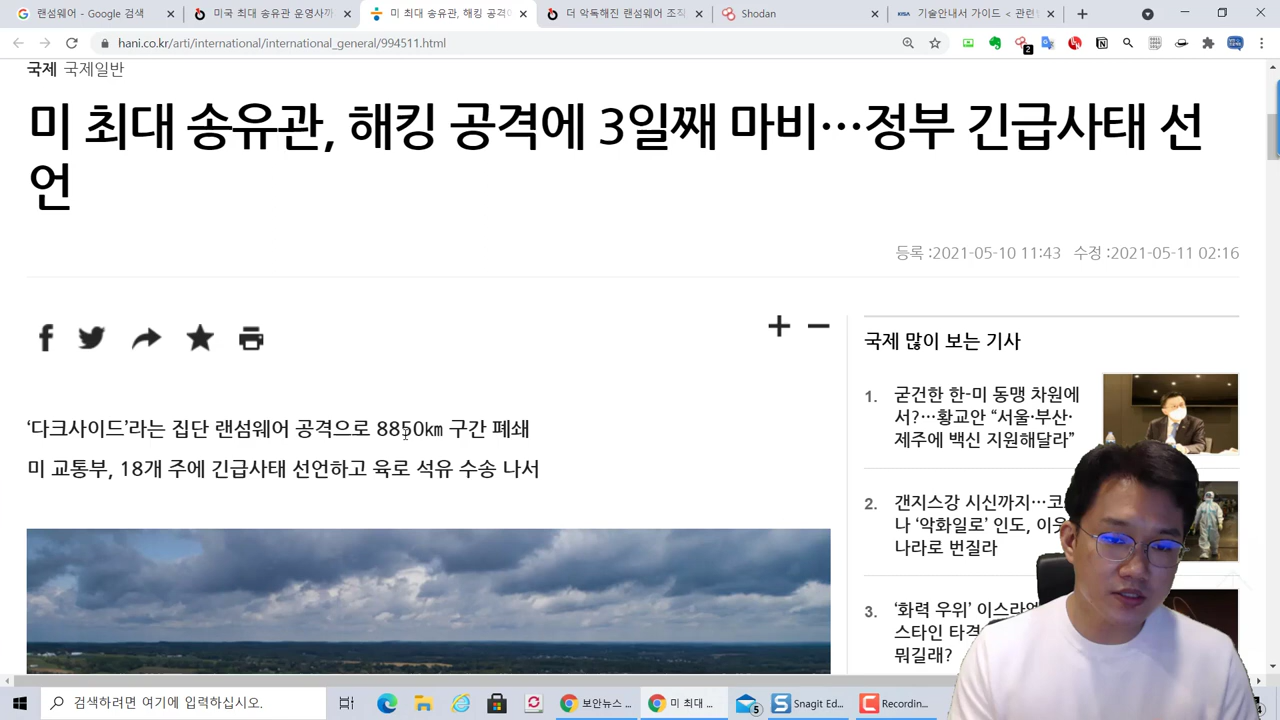 랜섬웨어 - Google 검색
미국 최대 송유관 운영사까
미 최대 송유관, 해킹 공격에
더 악독해진 랜섬웨어 조직
Shodan
기술안내서 가이드 < 관련
hani.co.kr/arti/international/international_general/994511.html
2
국제 국제일반
미 최대 송유관, 해킹 공격에 3일째 마비…정부 긴급사태 선
언
등록 :2021-05-10 11:43 수정 :2021-05-11 02:16
‘다크사이드’라는 집단 랜섬웨어 공격으로 8850㎞ 구간 폐쇄
미 교통부, 18개 주에 긴급사태 선언하고 육로 석유 수송 나서
국제 많이 보는 기사
1. 굳건한 한-미 동맹 차원에
서?…황교안 “서울·부산·
제주에 백신 지원해달라”
2. 갠지스강 시신까지…코
나 ‘악화일로’ 인도, 이웃
나라로 번질라
3. ‘화력 우위’ 이스라엘
스타인 타격
뭐길래?
검색하려면 여기에 입력하십시오.
보안뉴스 ...
미 최대 ...
5
Snagit Ed...
Recordin...